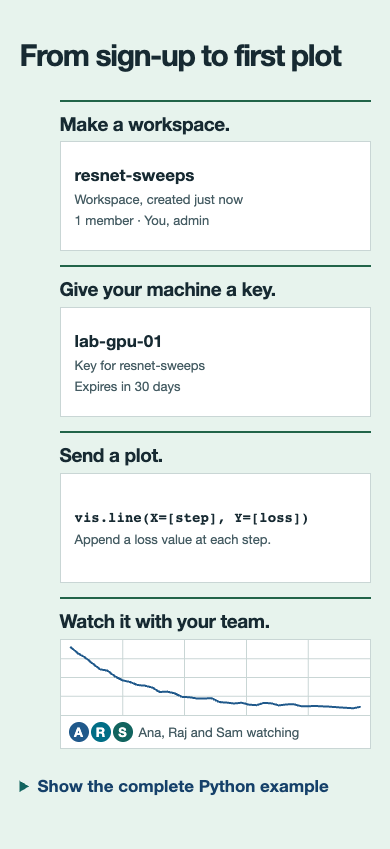 From sign-up to first plot
Make a workspace.
resnet-sweeps
Workspace, created just now
1 member · You, admin
Give your machine a key.
lab-gpu-01
Key for resnet-sweeps
Expires in 30 days
Send a plot.
vis.line(X=[step], Y=[loss])
Append a loss value at each step.
Watch it with your team.
A R S Ana, Raj and Sam watching
Show the complete Python example